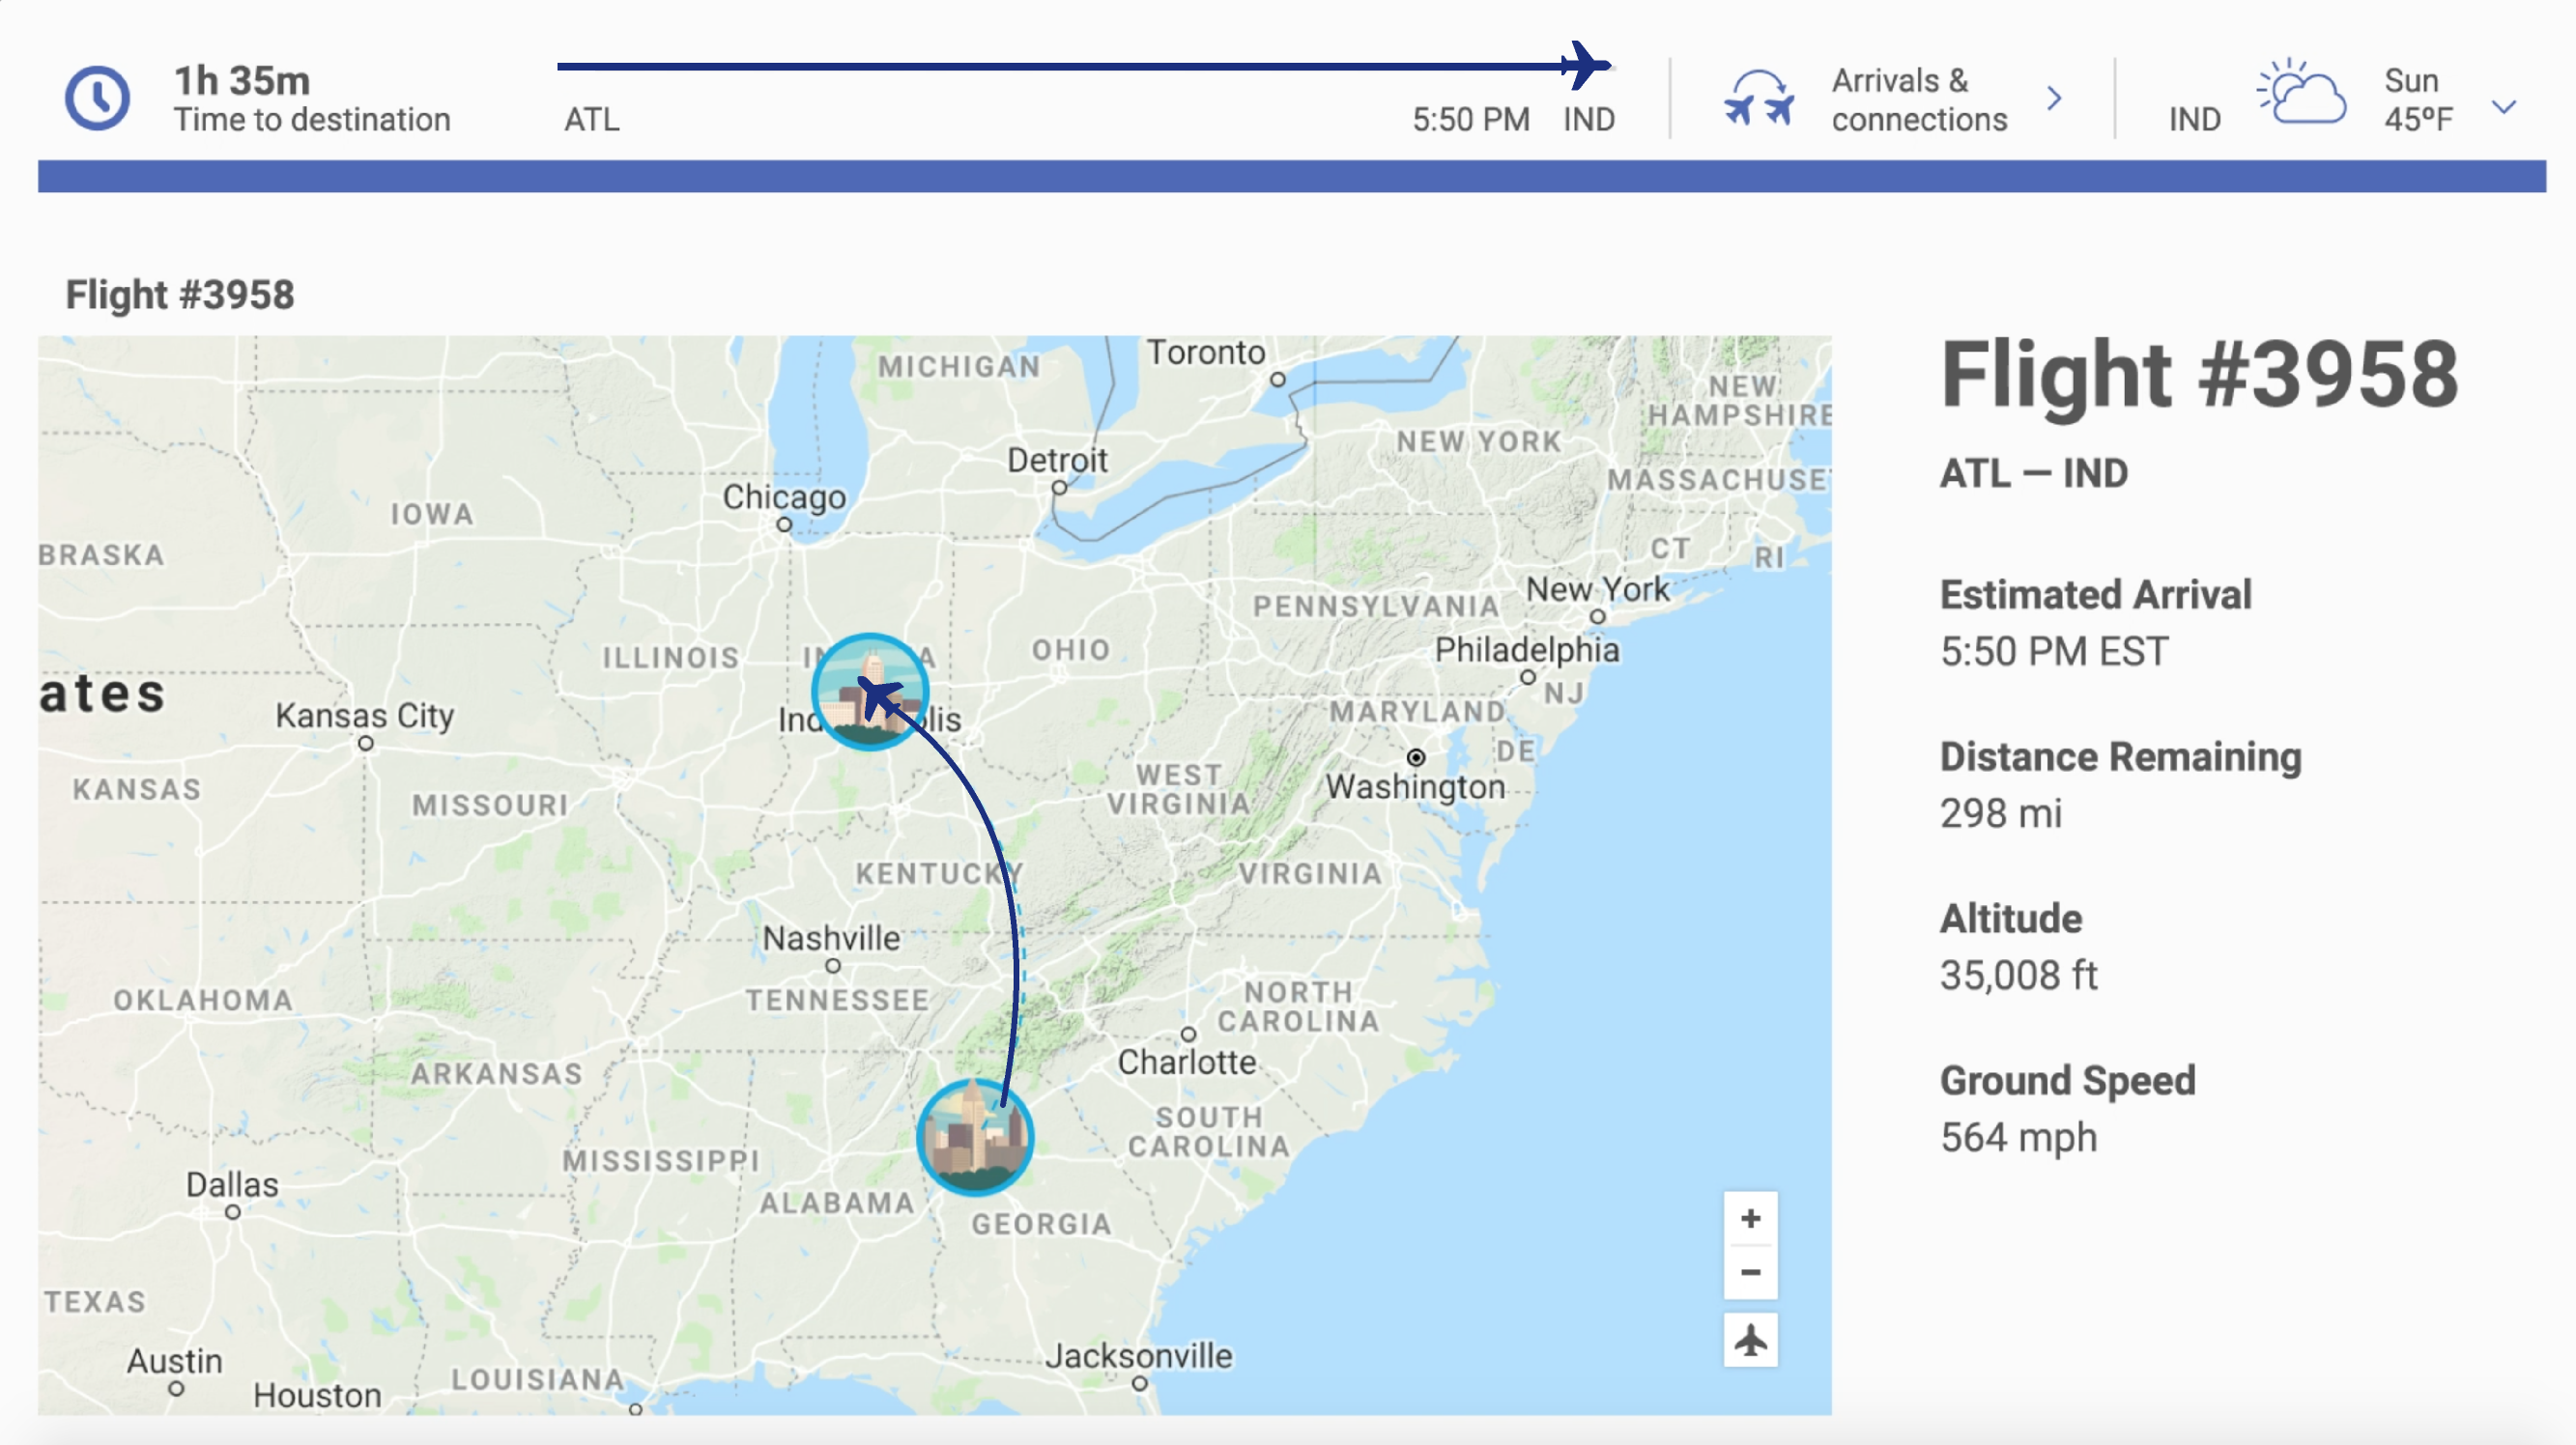 1h 35m
Time to destination
ATL
5:50 PM IND
Arrivals &
connections
IND
Sun
45ºF
Flight #3958
MICHIGAN
Toronto
NEW
HAMPSHIRE
NEW YORK
Detroit
MASSACHUSE
Chicago
IOWA
BRASKA
CT
RI
New York
PENNSYLVANIA
ILLINOIS
OHIO
Philadelphia
ates
NJ
Kansas City
MARYLAND
DE
WEST
VIRGINIA
Washington
KANSAS
MISSOURI
KENTUCKY
VIRGINIA
Nashville
TENNESSEE
OKLAHOMA
NORTH
CAROLINA
Charlotte
ARKANSAS
SOUTH
CAROLINA
MISSISSIPPI
Dallas
ALABAMA
GEORGIA
TEXAS
Austin
Jacksonville
Houston
LOUISIANA
+
−
Flight #3958
ATL — IND
Estimated Arrival
5:50 PM EST
Distance Remaining
298 mi
Altitude
35,008 ft
Ground Speed
564 mph